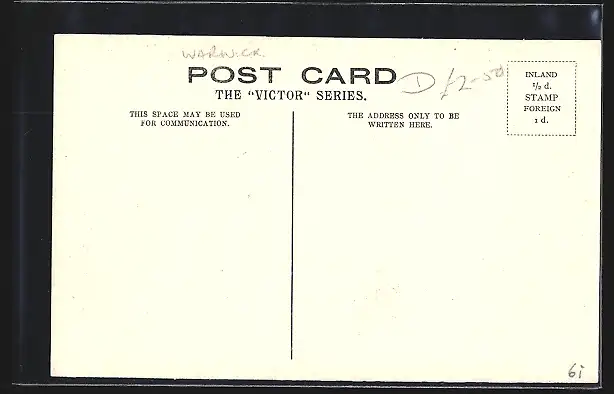 WARWICK.
POST CARD
D £2-50
THE "VICTOR" SERIES.
THIS SPACE MAY BE USED
FOR COMMUNICATION.
THE ADDRESS ONLY TO BE
WRITTEN HERE.
INLAND
½ d.
STAMP
FOREIGN
1 d.
6i